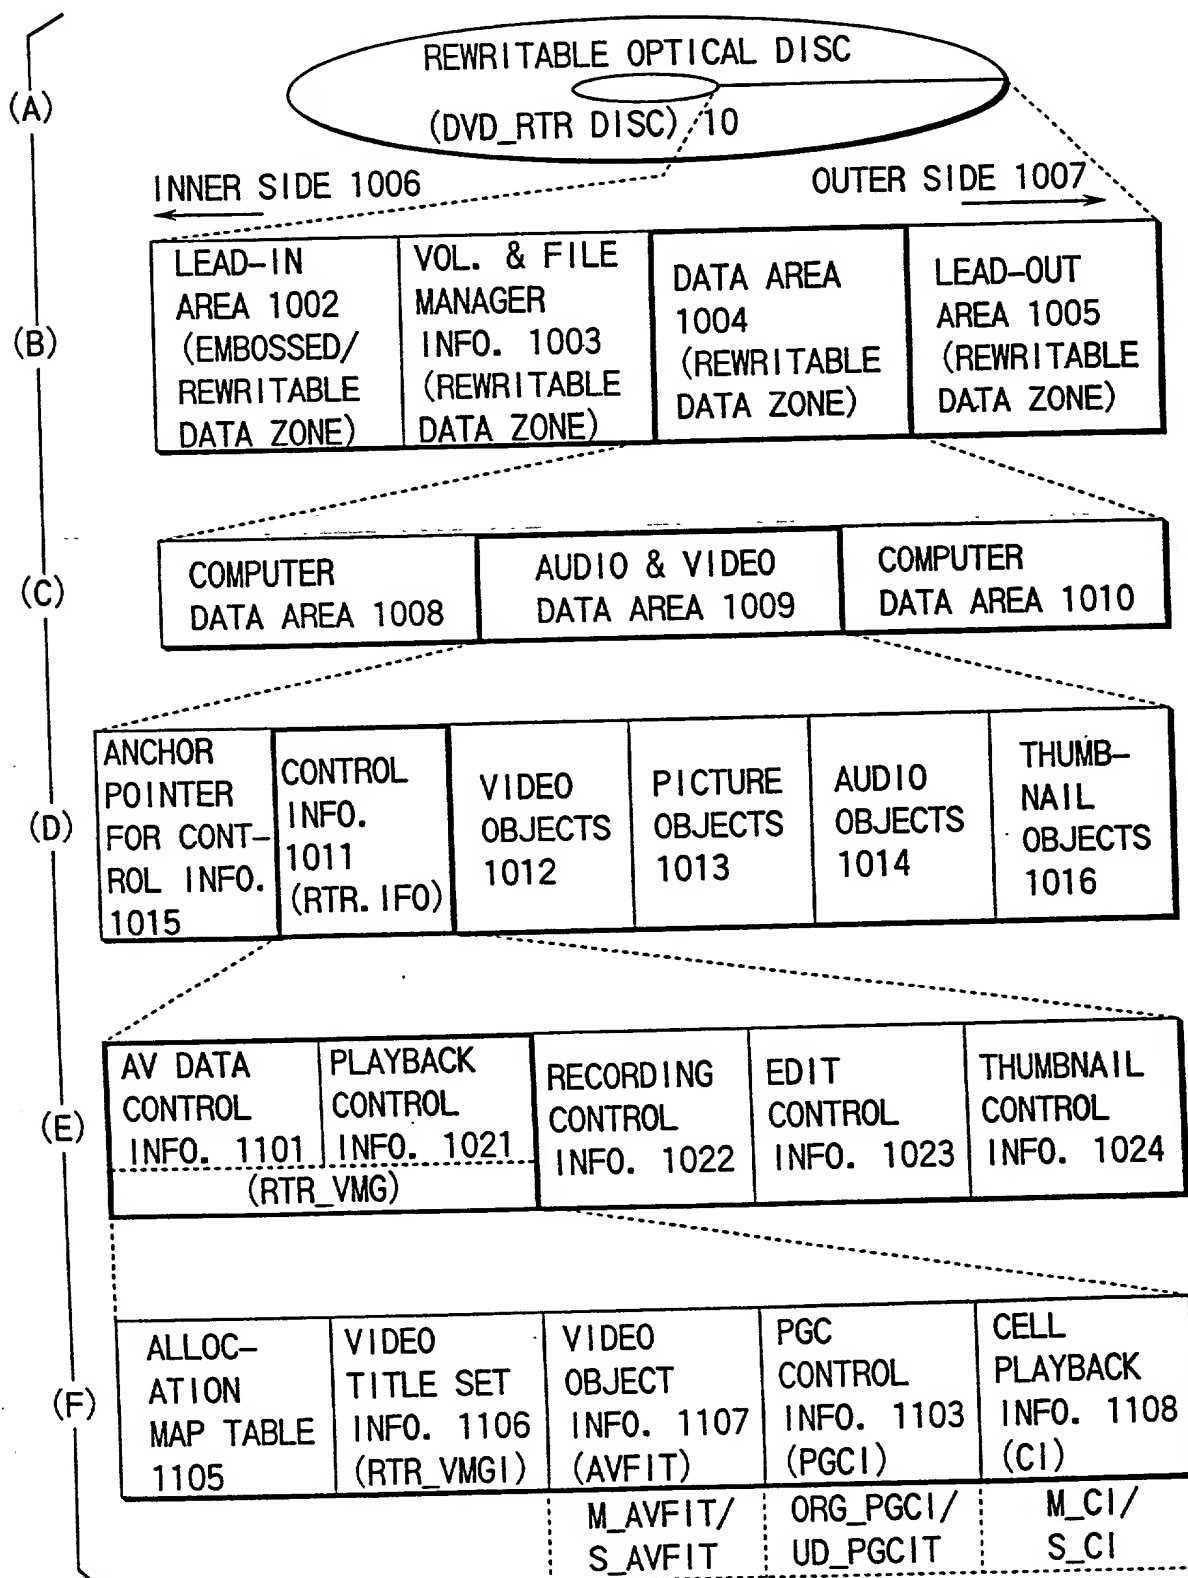 (A)
REWRITABLE OPTICAL DISC
(DVD_RTR DISC) 10
INNER SIDE 1006
OUTER SIDE 1007
(B)
LEAD-IN
AREA 1002
(EMBOSSED/
REWRITABLE
DATA ZONE)
VOL. & FILE
MANAGER
INFO. 1003
(REWRITABLE
DATA ZONE)
DATA AREA
1004
(REWRITABLE
DATA ZONE)
LEAD-OUT
AREA 1005
(REWRITABLE
DATA ZONE)
(C)
COMPUTER
DATA AREA 1008
AUDIO & VIDEO
DATA AREA 1009
COMPUTER
DATA AREA 1010
(D)
ANCHOR
POINTER
FOR CONT-
ROL INFO.
1015
CONTROL
INFO.
1011
(RTR.IFO)
VIDEO
OBJECTS
1012
PICTURE
OBJECTS
1013
AUDIO
OBJECTS
1014
THUMB-
NAIL
OBJECTS
1016
(E)
AV DATA
CONTROL
INFO. 1101
PLAYBACK
CONTROL
INFO. 1021
(RTR_VMG)
RECORDING
CONTROL
INFO. 1022
EDIT
CONTROL
INFO. 1023
THUMBNAIL
CONTROL
INFO. 1024
(F)
ALLOC-
ATION
MAP TABLE
1105
VIDEO
TITLE SET
INFO. 1106
(RTR_VMGI)
VIDEO
OBJECT
INFO. 1107
(AVFIT)
PGC
CONTROL
INFO. 1103
(PGCI)
CELL
PLAYBACK
INFO. 1108
(CI)
M_AVFIT/
S_AVFIT
ORG_PGCI/
UD_PGCIT
M_CI/
S_CI